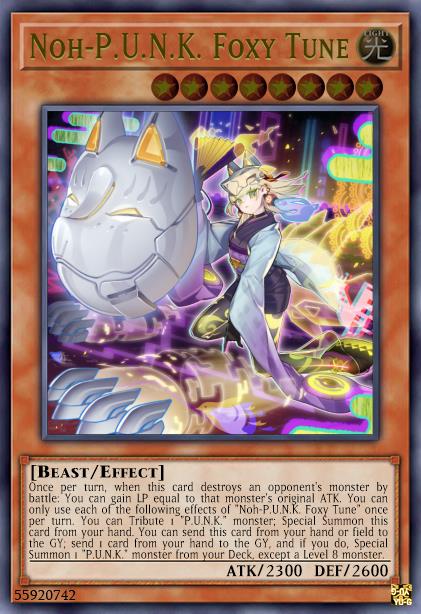 NOH-P.U.N.K. FOXY TUNE
LIGHT
光
[BEAST/EFFECT]
Once per turn, when this card destroys an opponent's monster by
battle: You can gain LP equal to that monster's original ATK. You can
only use each of the following effects of "Noh-P.U.N.K. Foxy Tune"
once per turn. You can Tribute 1 "P.U.N.K." monster; Special Summon this
card from your hand. You can send this card from your hand or field to
the GY; send 1 card from your hand to the GY, and if you do, Special
Summon 1 "P.U.N.K." monster from your Deck, except a Level 8 monster.
ATK/2300 DEF/2600
55920742